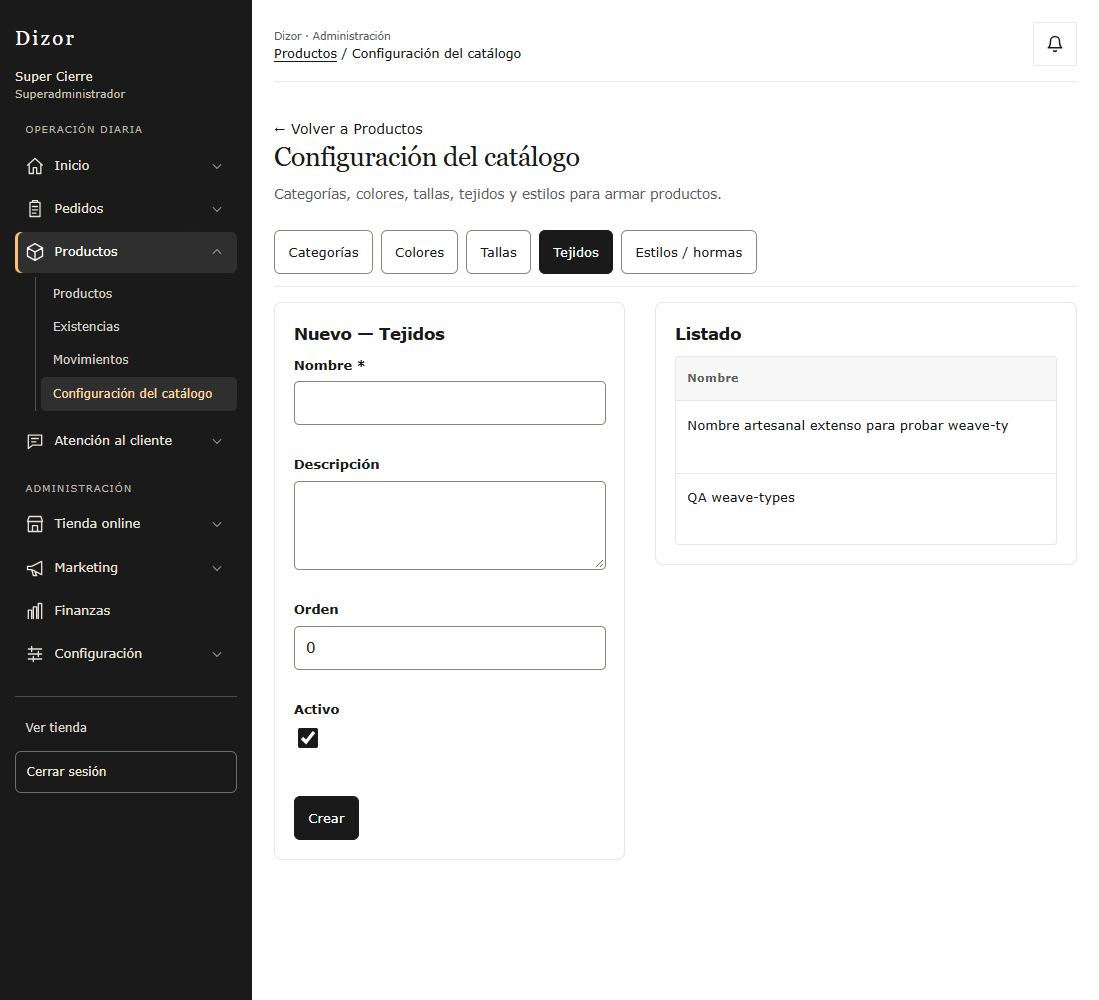 Dizor
Super Cierre
Superadministrador
OPERACIÓN DIARIA
Inicio
Pedidos
Productos
Productos
Existencias
Movimientos
Configuración del catálogo
Atención al cliente
ADMINISTRACIÓN
Tienda online
Marketing
Finanzas
Configuración
Ver tienda
Cerrar sesión
Dizor · Administración
Productos / Configuración del catálogo
← Volver a Productos
Configuración del catálogo
Categorías, colores, tallas, tejidos y estilos para armar productos.
Categorías Colores Tallas Tejidos Estilos / hormas
Nuevo — Tejidos
Nombre *
Descripción
Orden
0
Activo
Crear
Listado
Nombre
Nombre artesanal extenso para probar weave-ty
QA weave-types